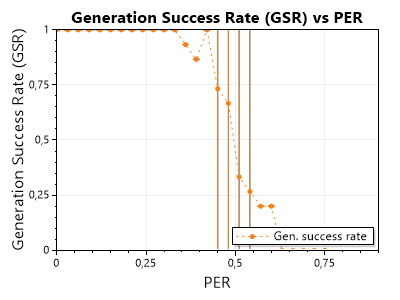 Generation Success Rate (GSR) vs PER
Generation Success Rate (GSR)
1
0,75
0,5
0,25
0
0
0,25
0,5
0,75
PER
Gen. success rate